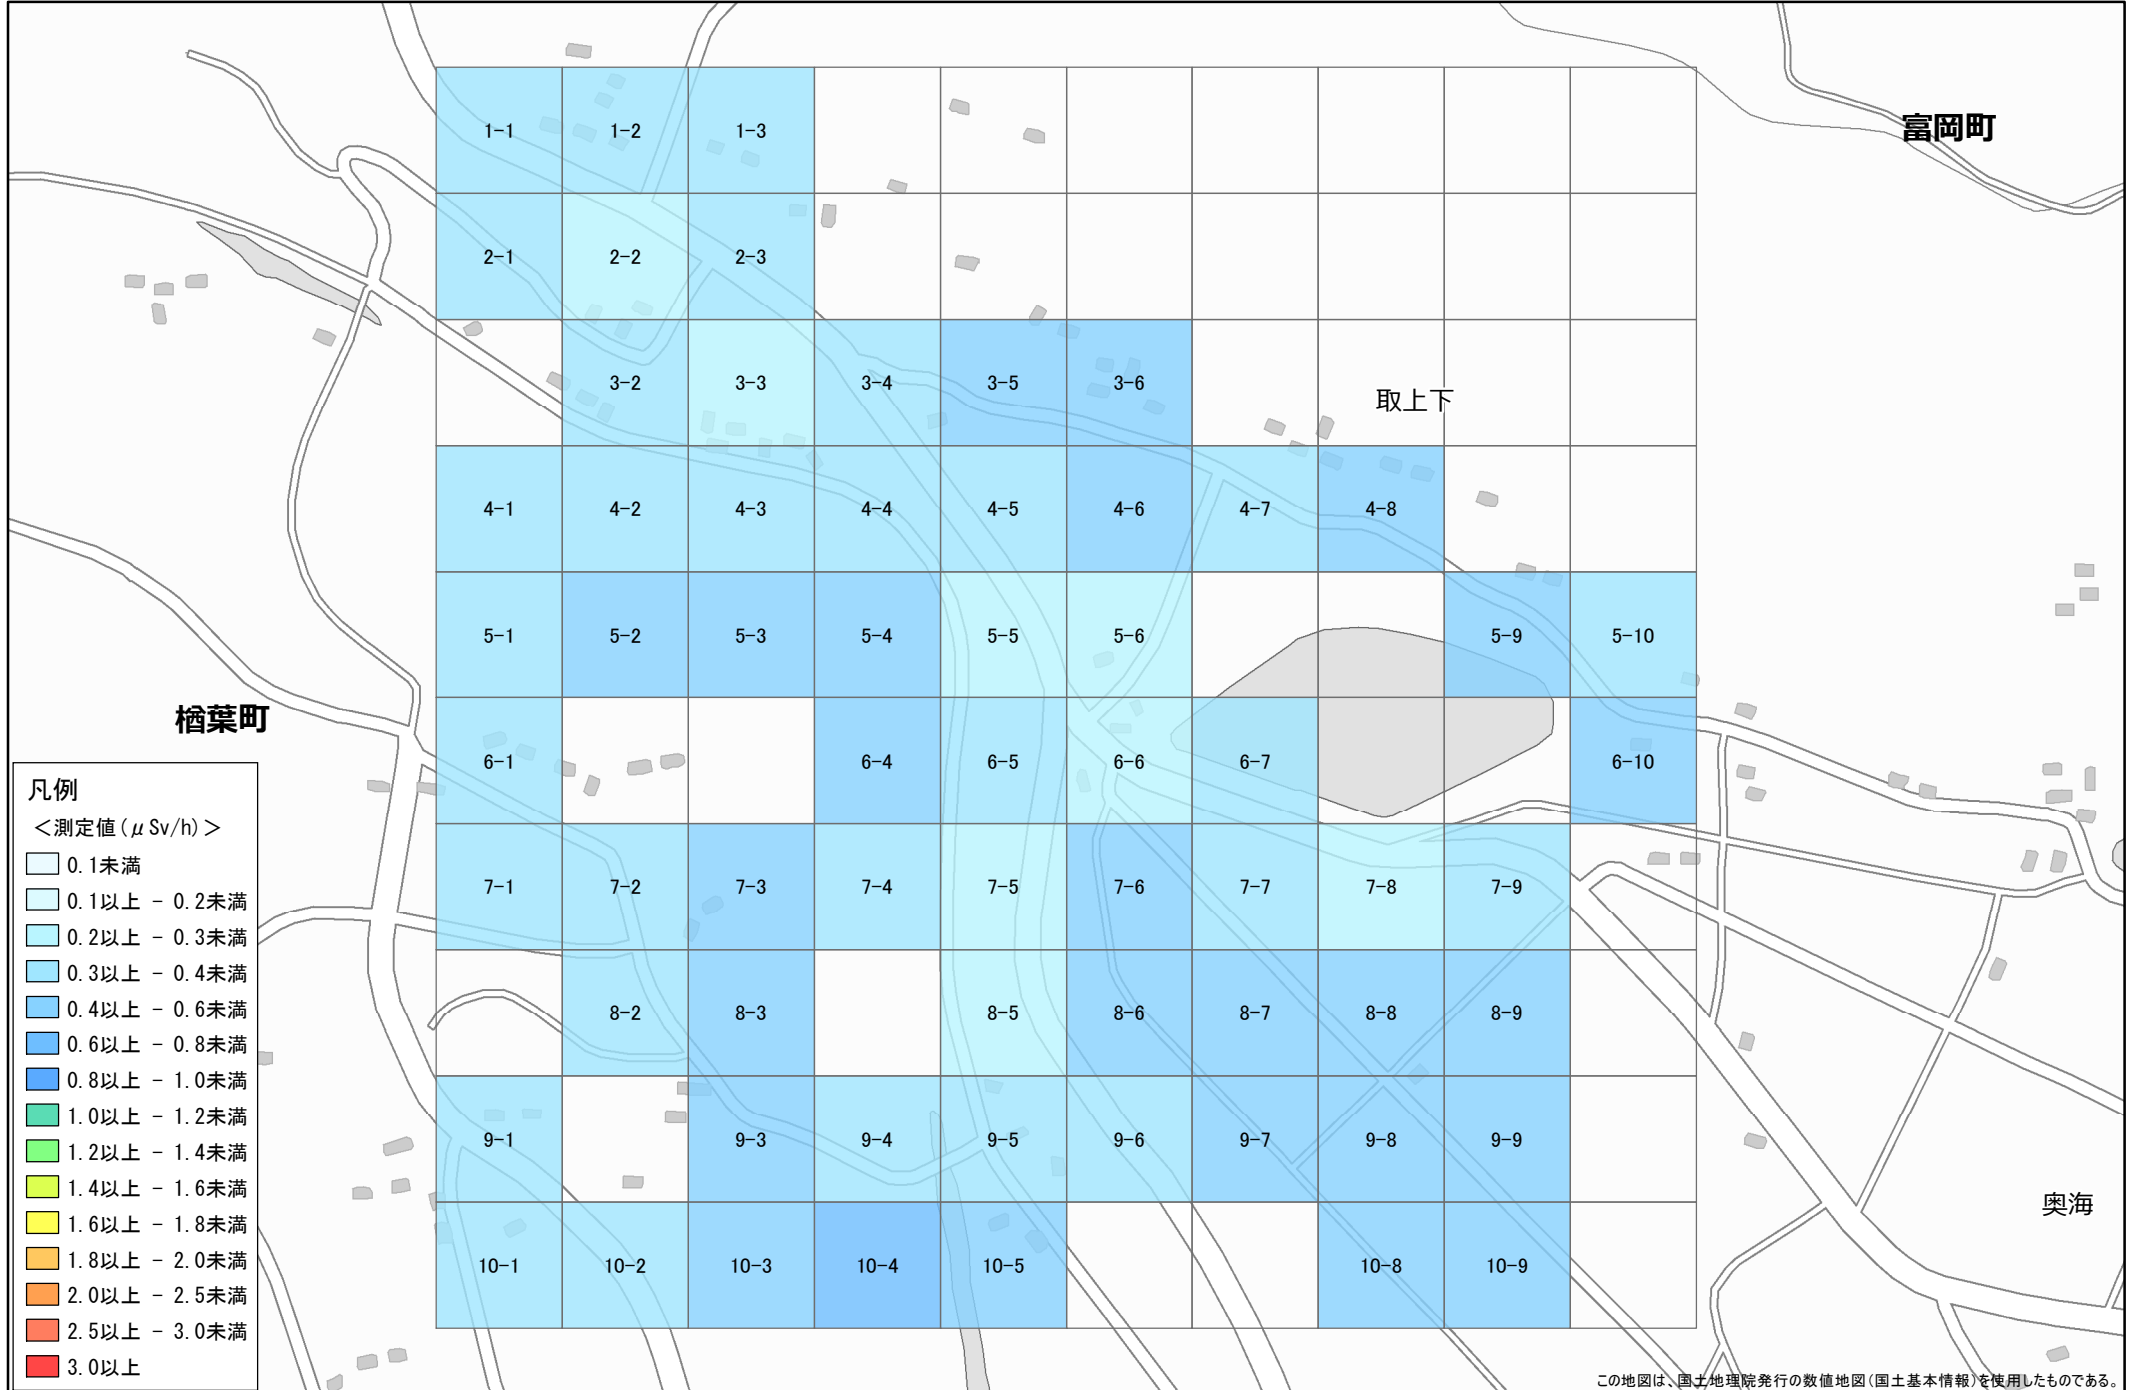 富岡町
1-1 1-2 1-3
2-1 2-2 2-3
3-2 3-3 3-4 3-5 3-6
取上下
4-1 4-2 4-3 4-4 4-5 4-6 4-7 4-8
5-1 5-2 5-3 5-4 5-5 5-6 5-9 5-10
楢葉町
6-1 6-4 6-5 6-6 6-7 6-10
7-1 7-2 7-3 7-4 7-5 7-6 7-7 7-8 7-9
8-2 8-3 8-5 8-6 8-7 8-8 8-9
9-1 9-3 9-4 9-5 9-6 9-7 9-8 9-9
奥海
10-1 10-2 10-3 10-4 10-5 10-8 10-9
凡例
＜測定値(μSv/h)＞
0.1未満
0.1以上 - 0.2未満
0.2以上 - 0.3未満
0.3以上 - 0.4未満
0.4以上 - 0.6未満
0.6以上 - 0.8未満
0.8以上 - 1.0未満
1.0以上 - 1.2未満
1.2以上 - 1.4未満
1.4以上 - 1.6未満
1.6以上 - 1.8未満
1.8以上 - 2.0未満
2.0以上 - 2.5未満
2.5以上 - 3.0未満
3.0以上
この地図は、国土地理院発行の数値地図(国土基本情報)を使用したものである。